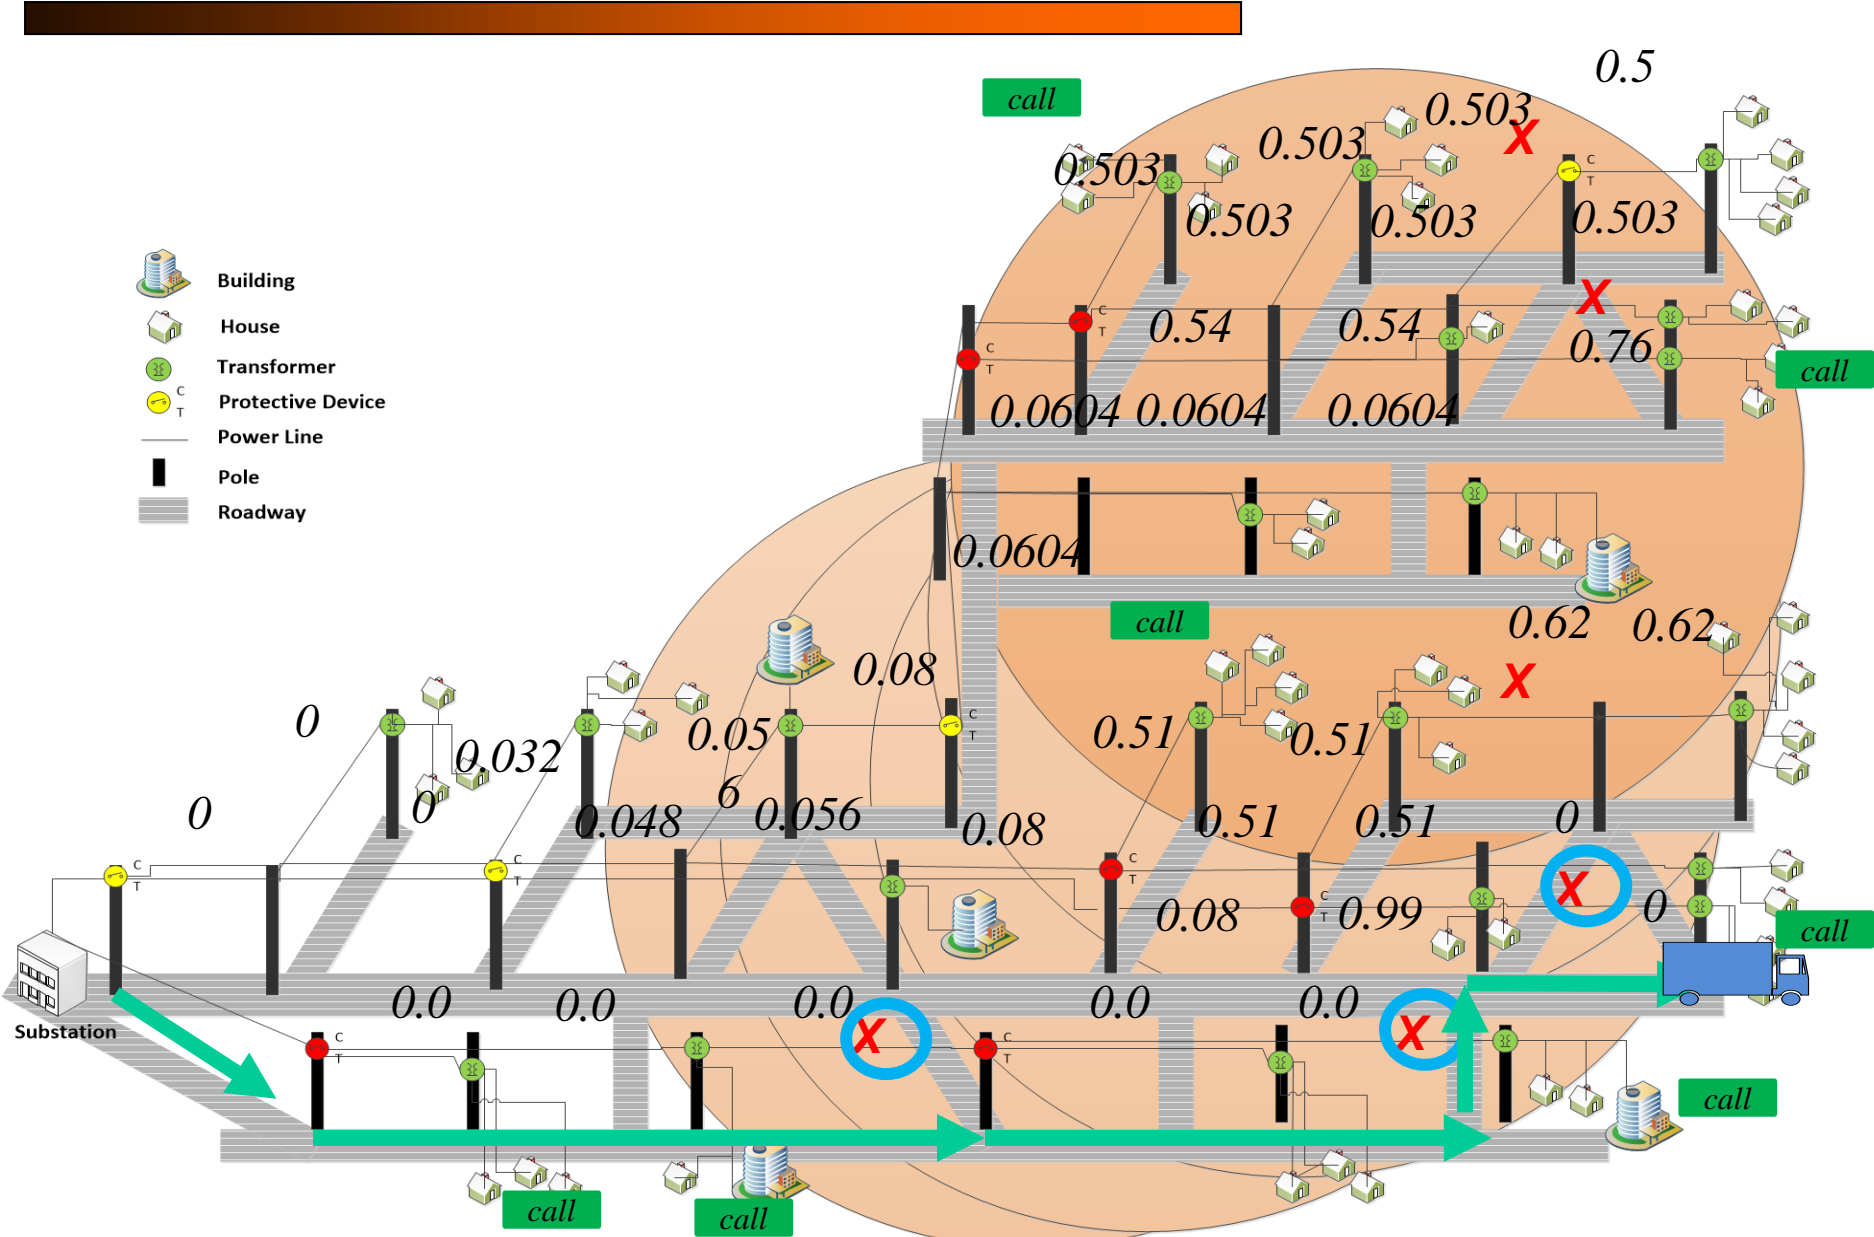 0.5
call
0.503
0.503
X
C
0.503
T
0.503
0.503
0.503
X
C
T
0.54
0.54
0.76
C
T
call
0.0604
0.0604
0.0604
Building
House
Transformer
C
Protective Device
T
Power Line
Pole
Roadway
0.0604
call
0.62
0.62
X
0.08
0
0.05
C
T
0.51
0.51
0.032
6
0
0
0.048
0.056
0.08
0.51
0.51
0
C
T
C
T
C
T
X
0.08
C
T
0.99
0
call
Substation
0.0
0.0
0.0
0.0
0.0
C
T
X
C
T
X
call
call
call